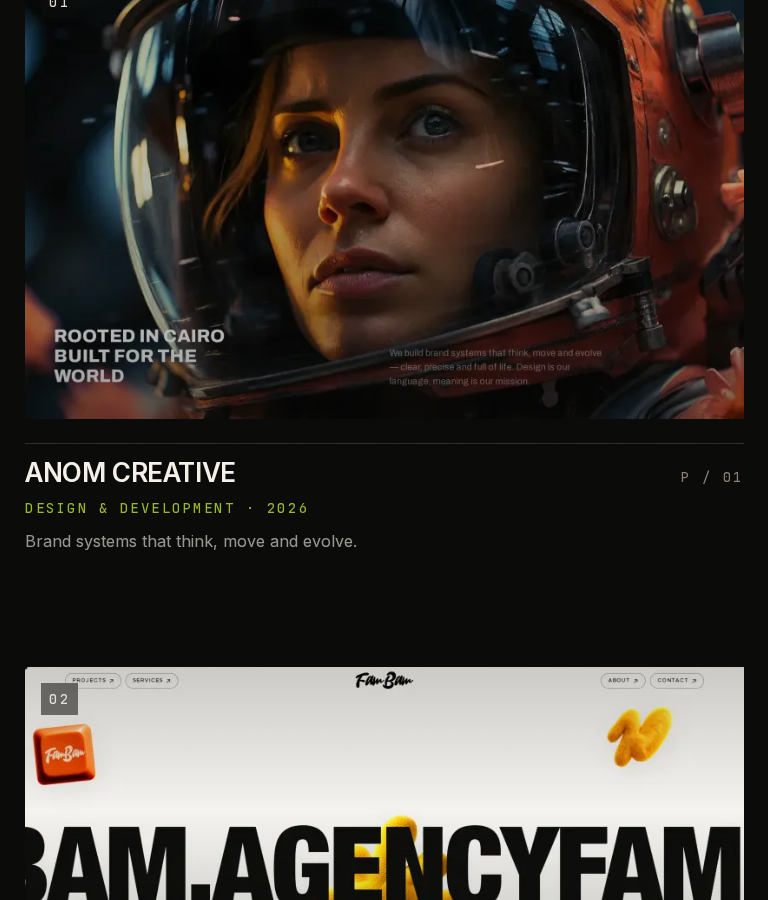 01
ROOTED IN CAIRO
BUILT FOR THE
WORLD
We build brand systems that think, move and evolve
— clear, precise and full of life. Design is our
language, meaning is our mission.
ANOM CREATIVE
P / 01
DESIGN & DEVELOPMENT · 2026
Brand systems that think, move and evolve.
PROJECTS ↗ SERVICES ↗ FamBam ABOUT ↗ CONTACT ↗
02
FamBam
BAM.AGENCYFAM